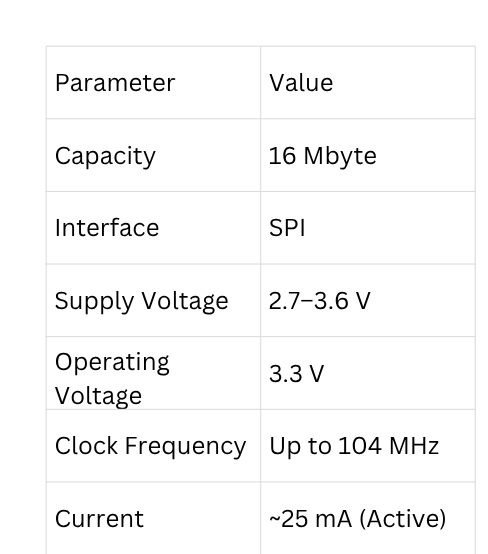 Parameter Value
Capacity 16 Mbyte
Interface SPI
Supply Voltage 2.7–3.6 V
Operating
Voltage 3.3 V
Clock Frequency Up to 104 MHz
Current ~25 mA (Active)